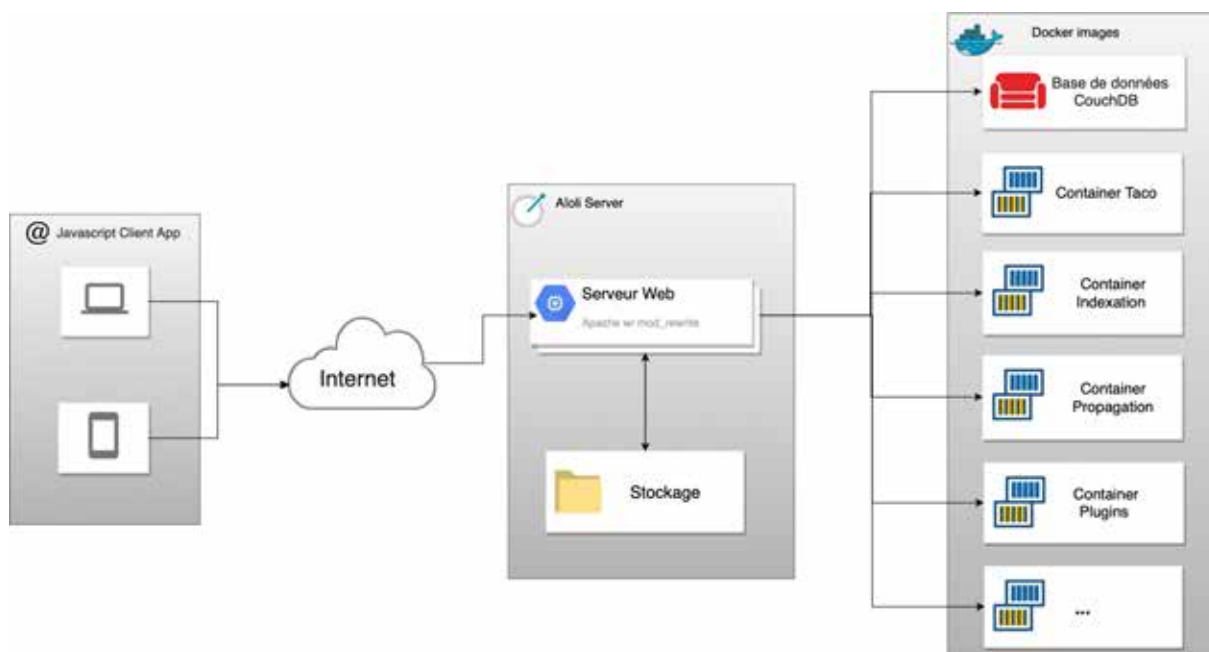 Docker images
Base de données
CouchDB
Container Taco
Aloli Server
@ Javascript Client App
Container
Indexation
Serveur Web
Apache w/ mod_rewrite
Internet
Container
Propagation
Stockage
Container
Plugins
...